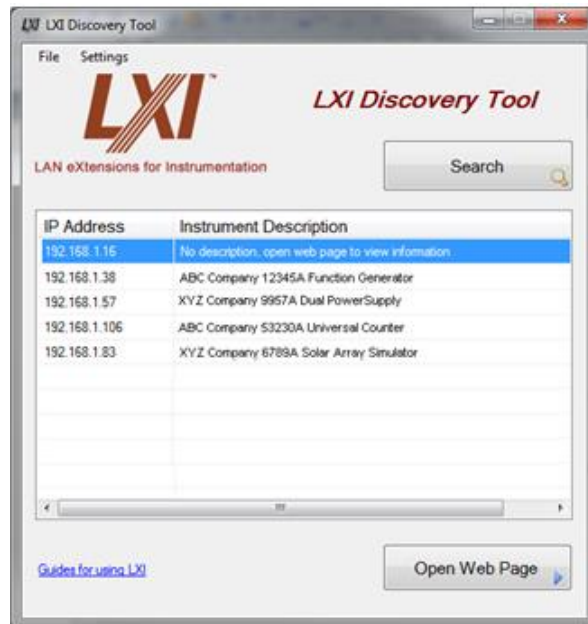 LXI LXI Discovery Tool
File Settings
LXI™
LXI Discovery Tool
LAN eXtensions for Instrumentation
Search
IP Address Instrument Description
192.168.1.16 No description, open web page to view information
192.168.1.38 ABC Company 12345A Function Generator
192.168.1.57 XYZ Company 9957A Dual PowerSupply
192.168.1.106 ABC Company 53230A Universal Counter
192.168.1.83 XYZ Company 6789A Solar Array Simulator
Guides for using LXI
Open Web Page